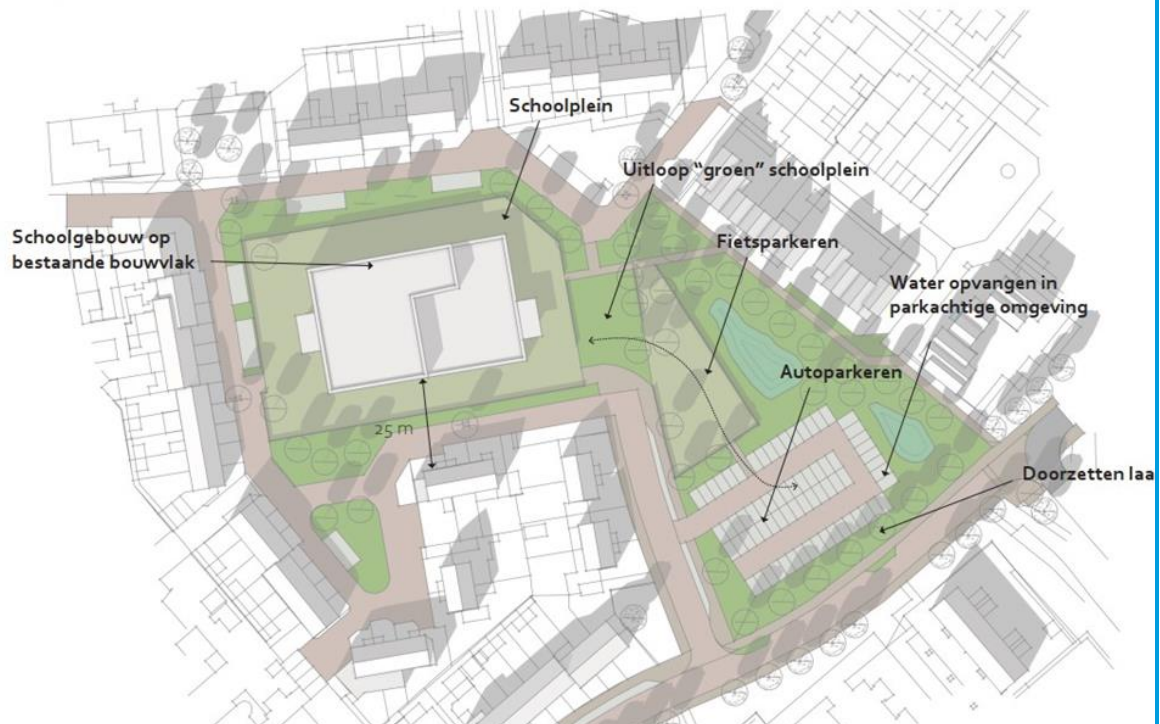 Schoolplein
Uitloop “groen” schoolplein
Schoolgebouw op
bestaande bouwvlak
Fietsparkeren
Water opvangen in
parkachtige omgeving
Autoparkeren
25 m
Doorzetten laa